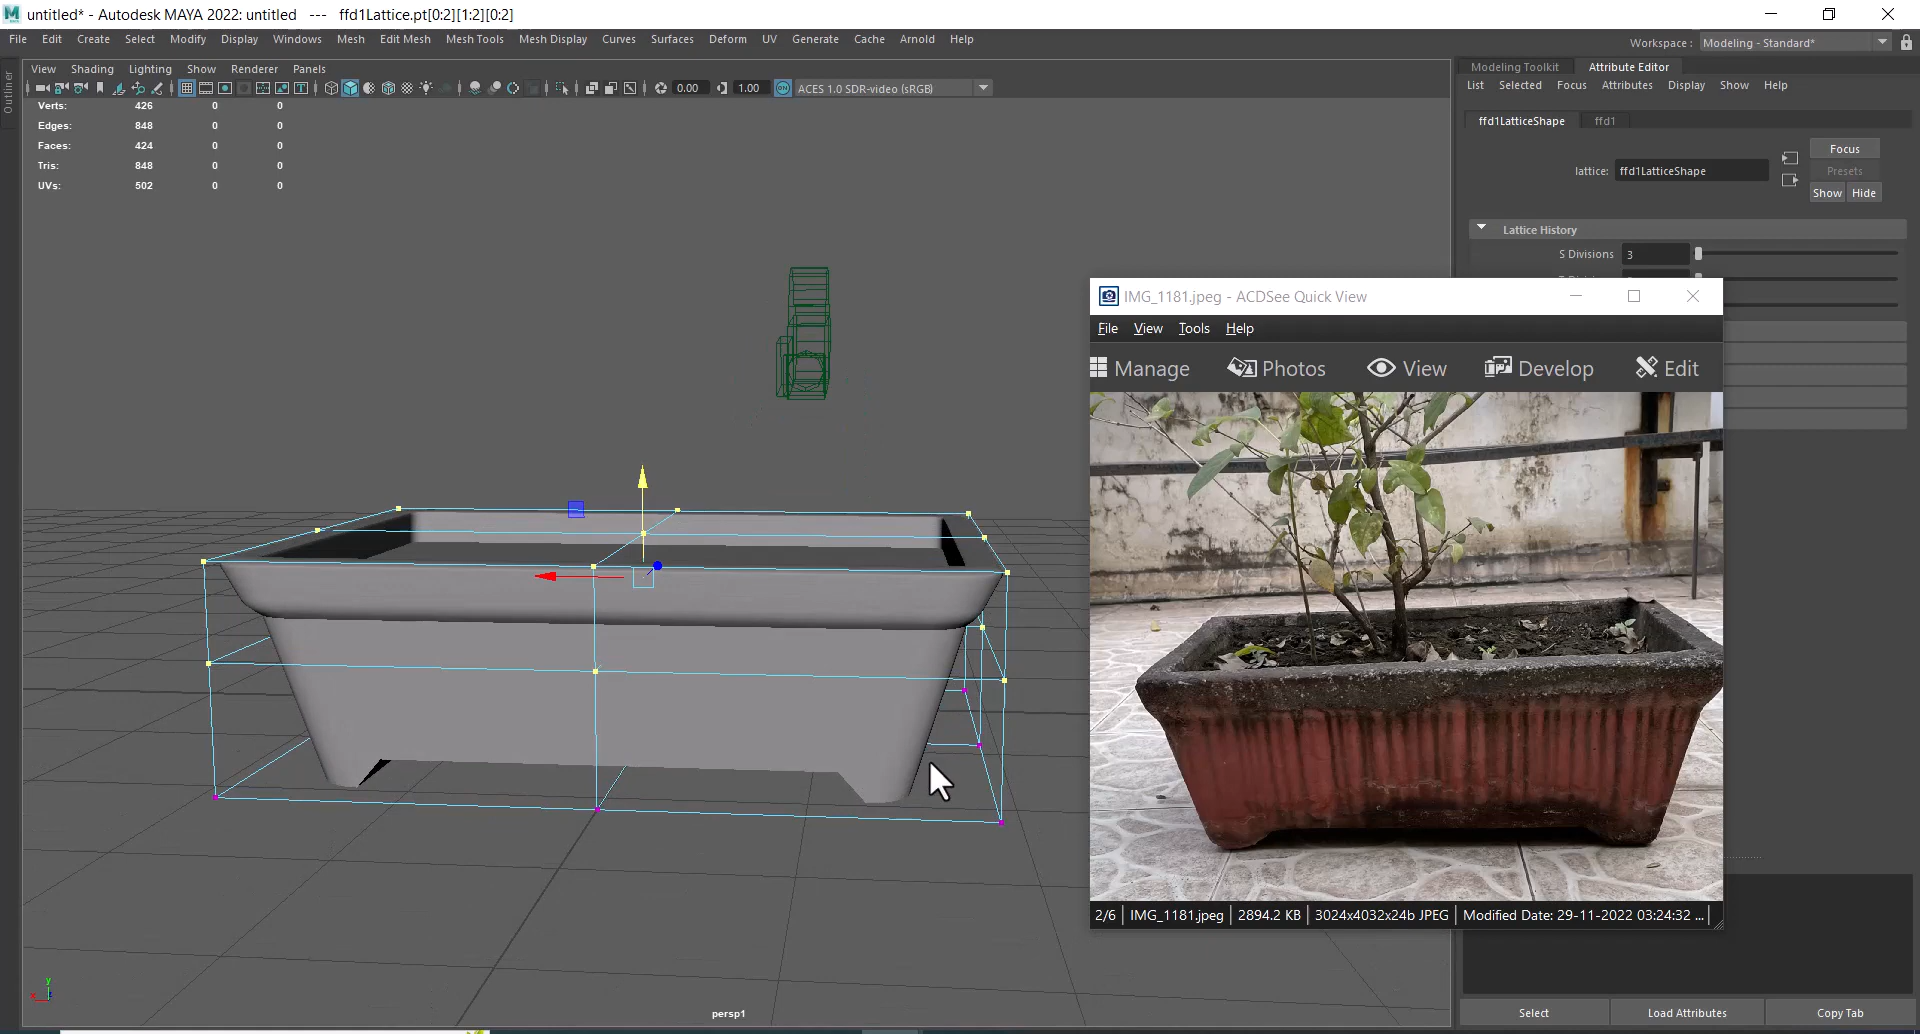 untitled* - Autodesk MAYA 2022: untitled --- ffd1Lattice.pt[0:2][1:2][0:2]
File Edit Create Select Modify Display Windows Mesh Edit Mesh Mesh Tools Mesh Display Curves Surfaces Deform UV Generate Cache Arnold Help
Workspace : Modeling - Standard*
Outliner
View Shading Lighting Show Renderer Panels
0.00 1.00 ON ACES 1.0 SDR-video (sRGB)
Verts: 426 0 0
Edges: 848 0 0
Faces: 424 0 0
Tris: 848 0 0
UVs: 502 0 0
Modeling Toolkit Attribute Editor
List Selected Focus Attributes Display Show Help
ffd1LatticeShape ffd1
Focus
lattice: ffd1LatticeShape
Presets
Show Hide
Lattice History
S Divisions 3
IMG_1181.jpeg - ACDSee Quick View
File View Tools Help
Manage Photos View Develop Edit
2/6 IMG_1181.jpeg 2894.2 KB 3024x4032x24b JPEG Modified Date: 29-11-2022 03:24:32 ...
y
x
persp1
Select Load Attributes Copy Tab